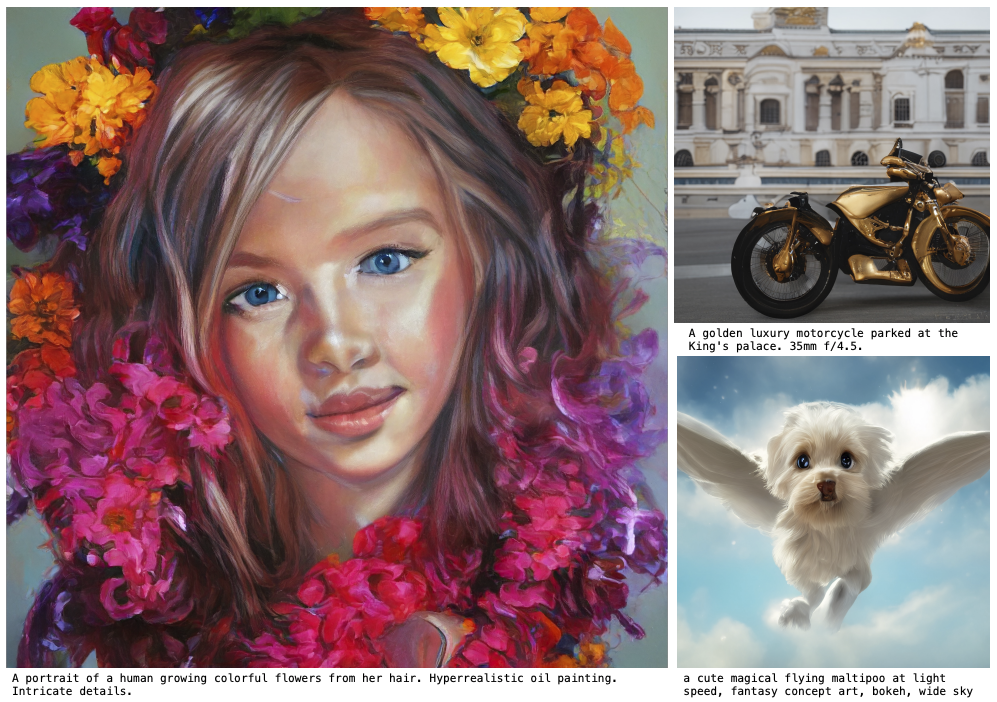 A golden luxury motorcycle parked at the
King's palace. 35mm f/4.5.
A portrait of a human growing colorful flowers from her hair. Hyperrealistic oil painting.
Intricate details.
a cute magical flying maltipoo at light
speed, fantasy concept art, bokeh, wide sky